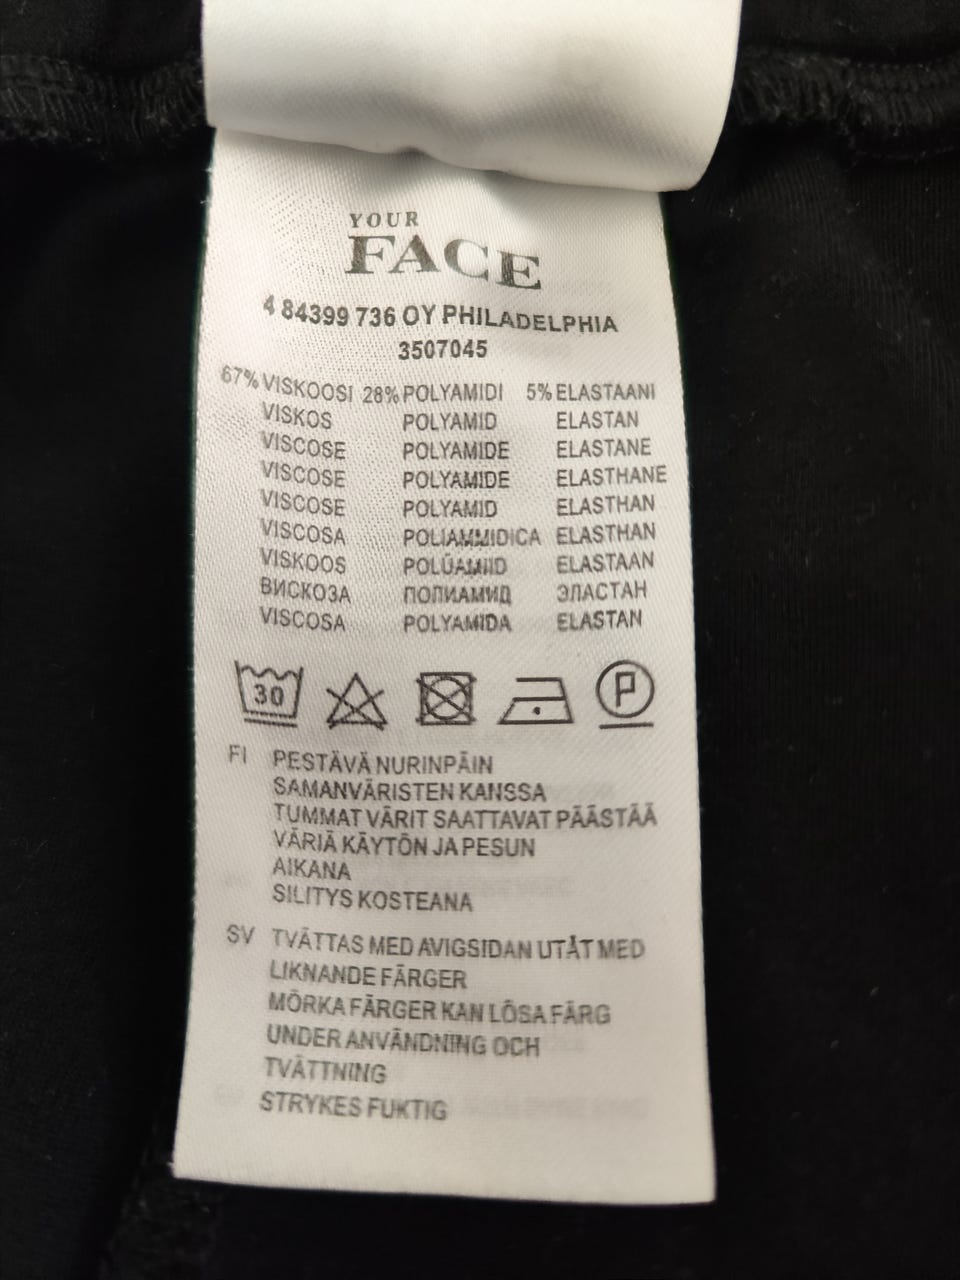 YOUR
FACE
4 84399 736 OY PHILADELPHIA
3507045
67% VISKOOSI 28% POLYAMIDI 5% ELASTAANI
VISKOS POLYAMID ELASTAN
VISCOSE POLYAMIDE ELASTANE
VISCOSE POLYAMIDE ELASTHANE
VISCOSE POLYAMID ELASTHAN
VISCOSA POLIAMMIDICA ELASTHAN
VISKOOS POLÜAMIID ELASTAAN
ВИСКОЗА ПОЛИАМИД ЭЛАСТАН
VISCOSA POLYAMIDA ELASTAN
30 P
FI PESTÄVÄ NURINPÄIN
SAMANVÄRISTEN KANSSA
TUMMAT VÄRIT SAATTAVAT PÄÄSTÄÄ
VÄRIÄ KÄYTÖN JA PESUN
AIKANA
SILITYS KOSTEANA
SV TVÄTTAS MED AVIGSIDAN UTÅT MED
LIKNANDE FÄRGER
MÖRKA FÄRGER KAN LÖSA FÄRG
UNDER ANVÄNDNING OCH
TVÄTTNING
STRYKES FUKTIG